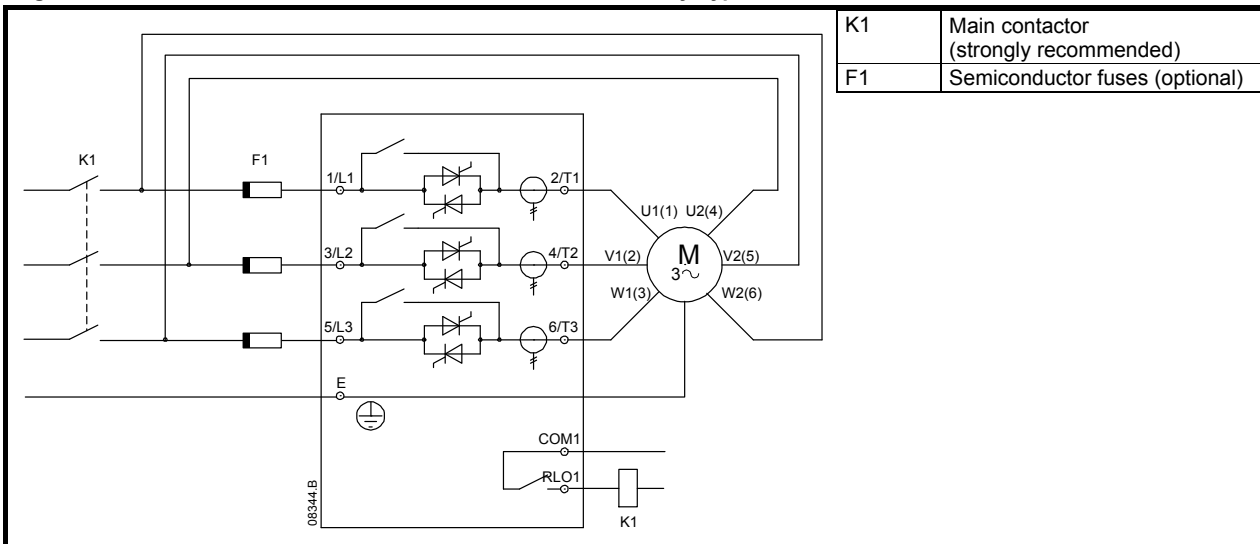 K1 Main contactor
(strongly recommended)
F1 Semiconductor fuses (optional)
K1
F1
1/L1
2/T1
U1(1) U2(4)
3/L2
4/T2
V1(2)
M
3~
V2(5)
W1(3)
W2(6)
5/L3
6/T3
E
COM1
RLO1
K1
08344.B